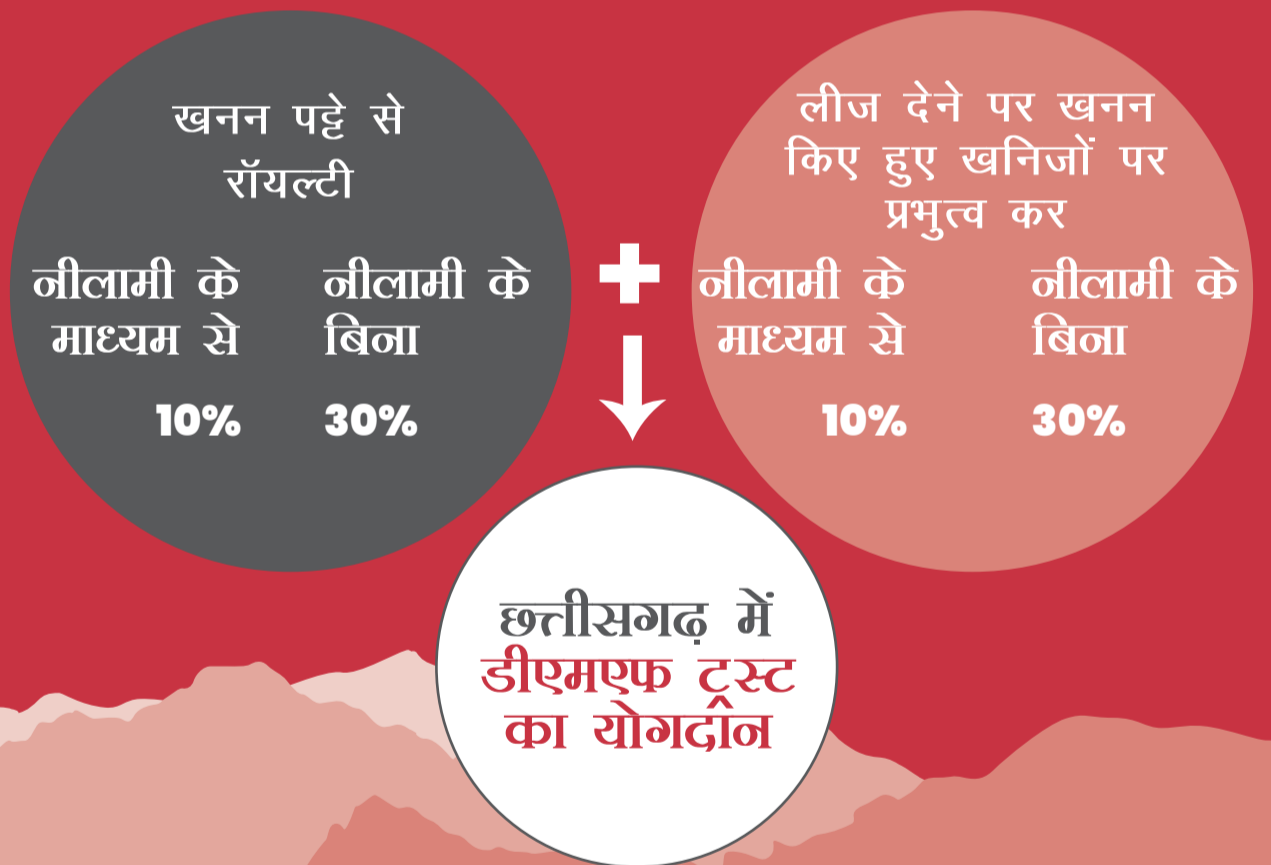 खनन पट्टे से
रॉयल्टी
नीलामी के
माध्यम से
10%
नीलामी के
बिना
30%
+
लीज देने पर खनन
किए हुए खनिजों पर
प्रभुत्व कर
नीलामी के
माध्यम से
10%
नीलामी के
बिना
30%
छत्तीसगढ़ में
डीएमएफ ट्रस्ट
का योगदान